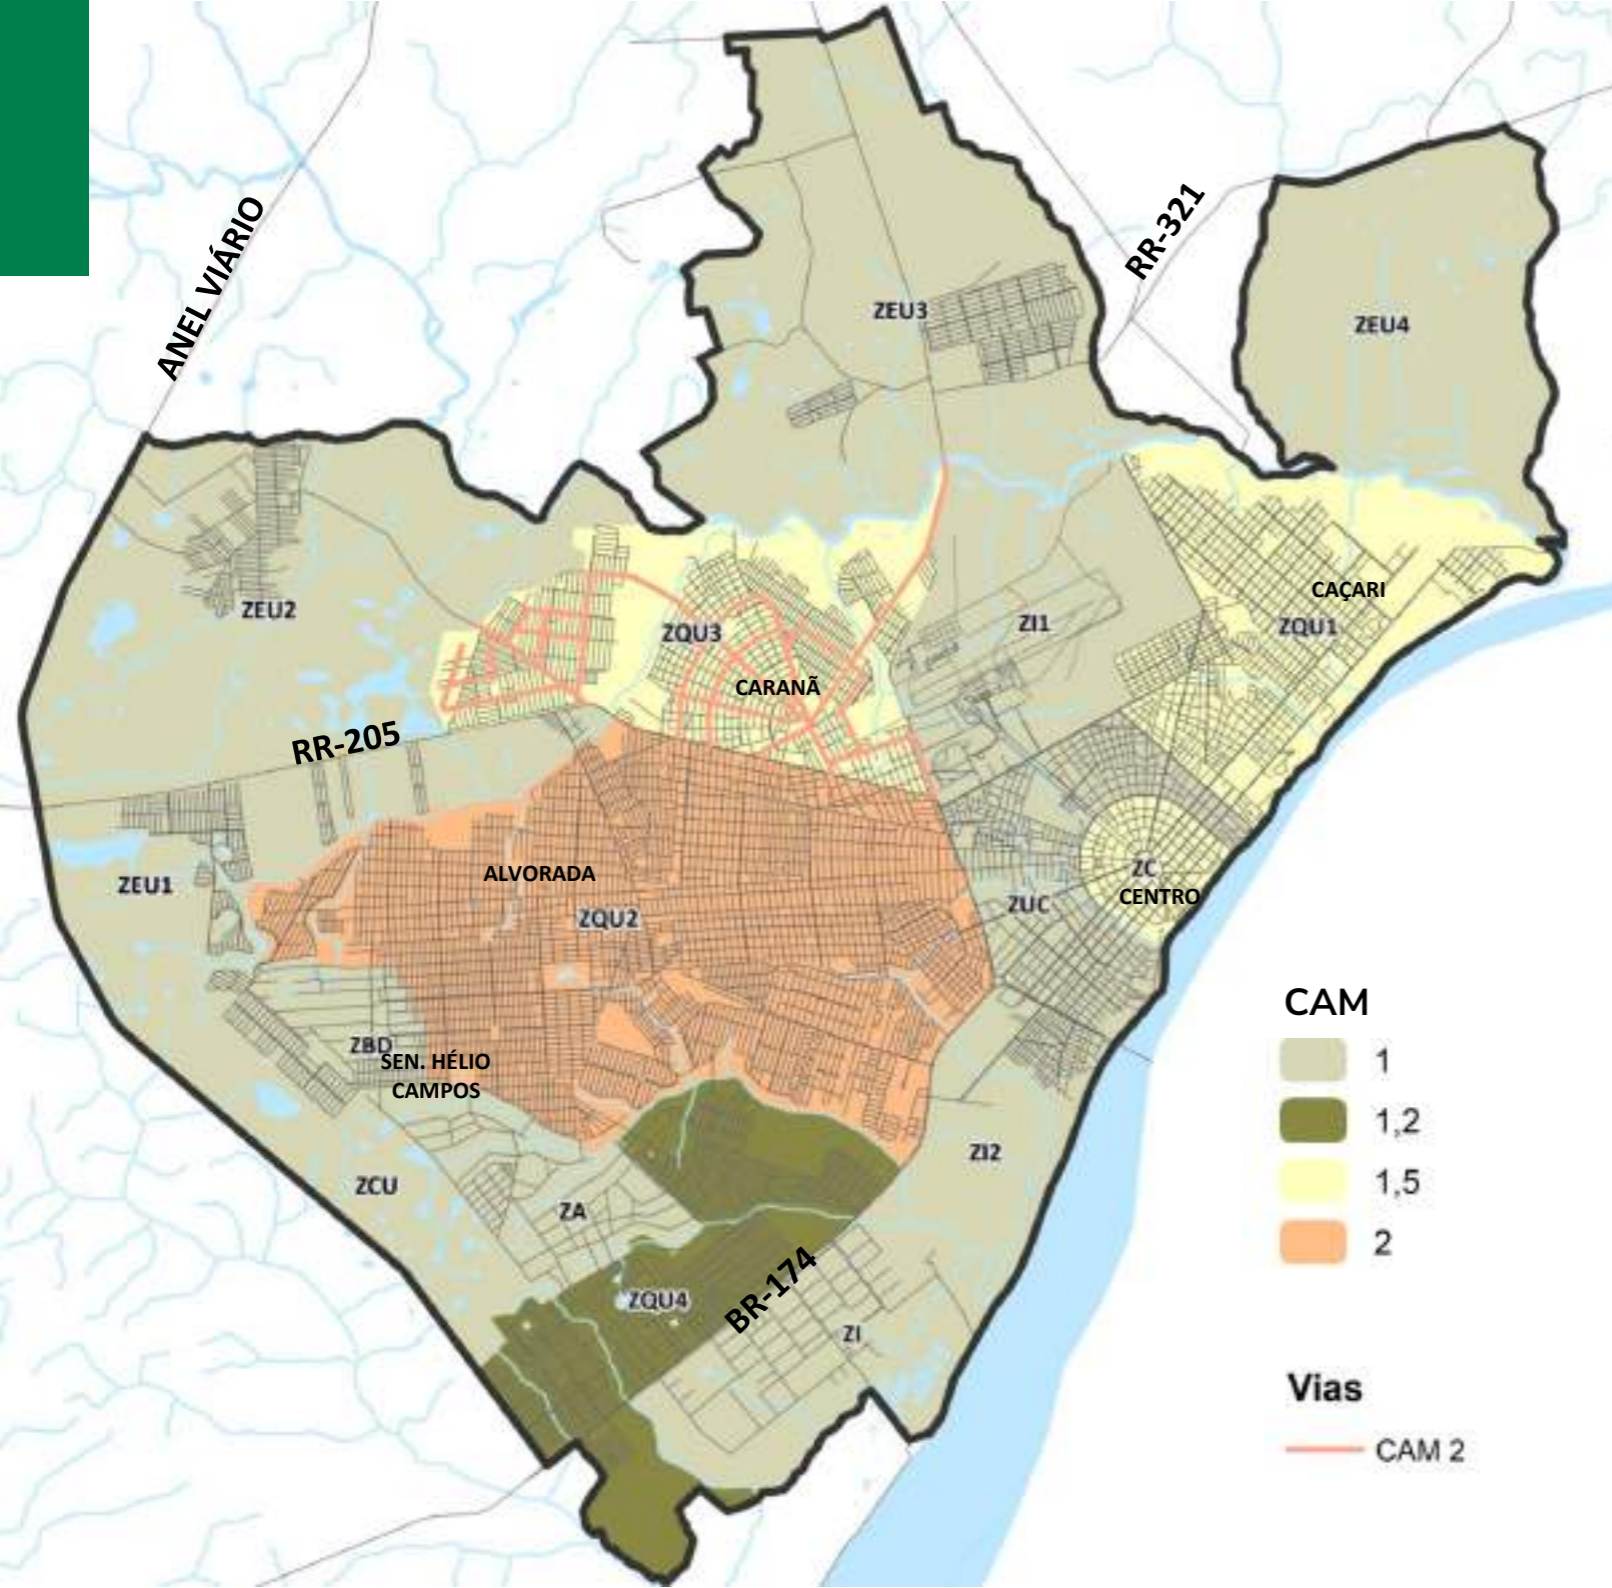 ANEL VIÁRIO
RR-321
ZEU3
ZEU4
ZEU2
ZQU3
ZI1
CAÇARI
ZQU1
CARANÃ
RR-205
ALVORADA
ZEU1
ZQU2
ZC
CENTRO
ZUC
ZBD
SEN. HÉLIO
CAMPOS
ZI2
ZCU
ZA
ZQU4
BR-174
ZI
CAM
1
1,2
1,5
2
Vias
CAM 2